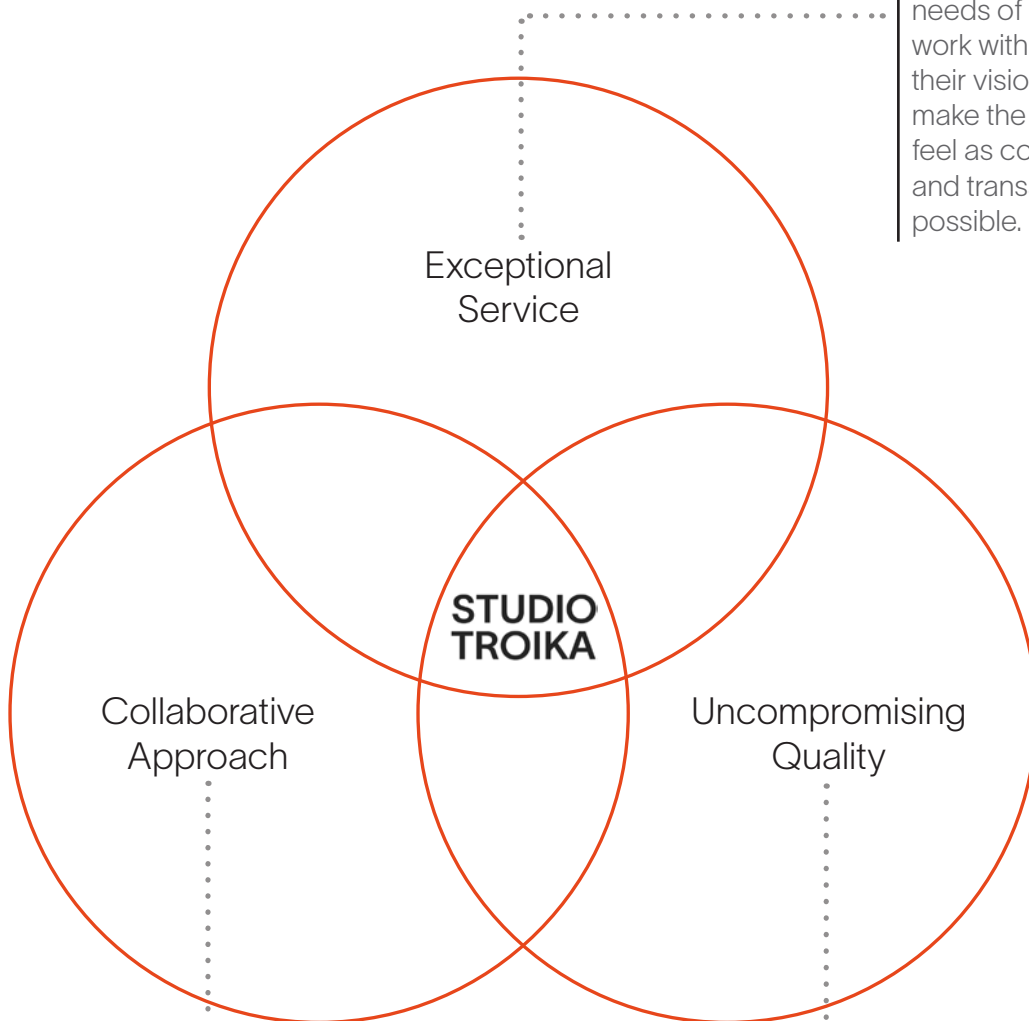 needs of
work with
their visio
make the
feel as co
and trans
possible.
Exceptional
Service
STUDIO
TROIKA
Collaborative
Approach
Uncompromising
Quality